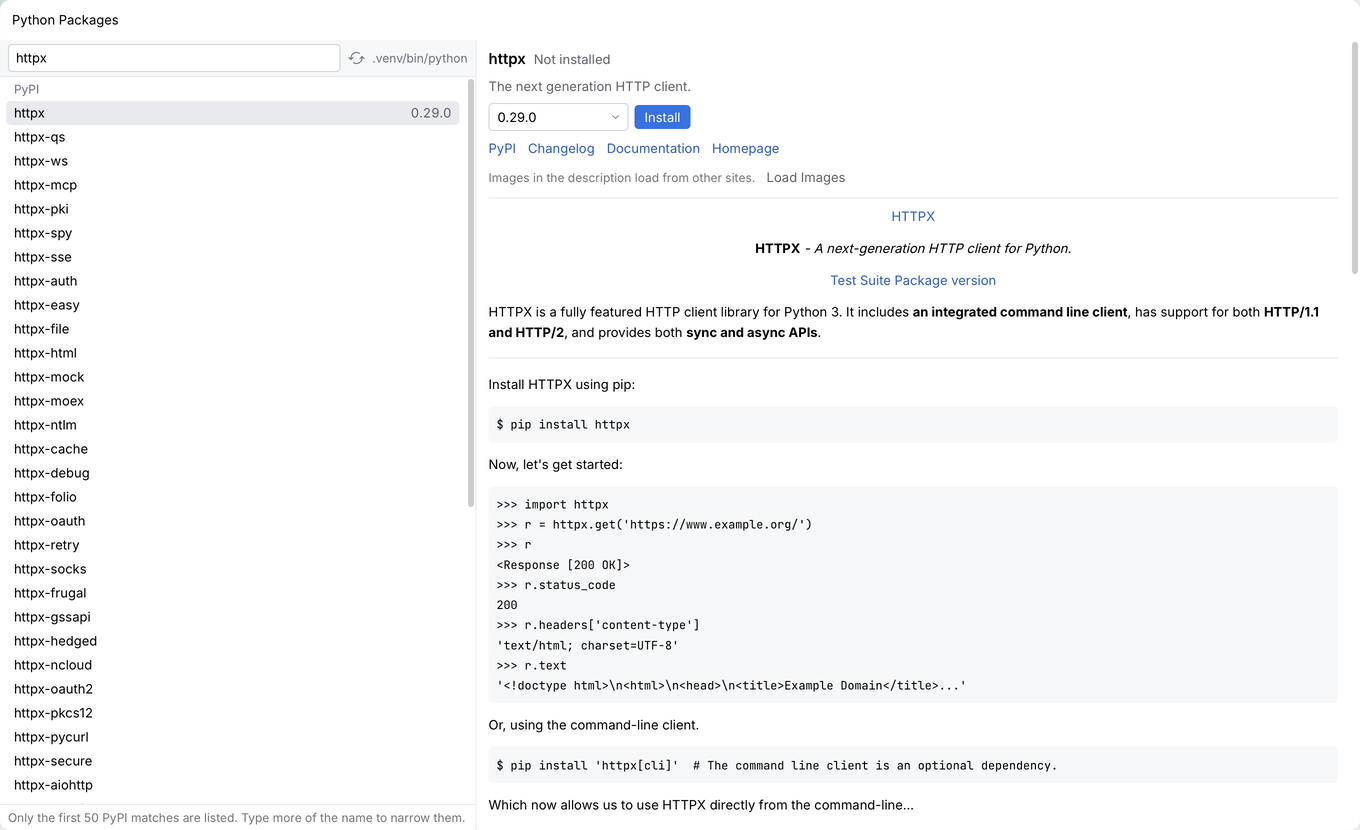 Python Packages
httpx
.venv/bin/python
PyPI
httpx 0.29.0
httpx-qs
httpx-ws
httpx-mcp
httpx-pki
httpx-spy
httpx-sse
httpx-auth
httpx-easy
httpx-file
httpx-html
httpx-mock
httpx-moex
httpx-ntlm
httpx-cache
httpx-debug
httpx-folio
httpx-oauth
httpx-retry
httpx-socks
httpx-frugal
httpx-gssapi
httpx-hedged
httpx-ncloud
httpx-oauth2
httpx-pkcs12
httpx-pycurl
httpx-secure
httpx-aiohttp
Only the first 50 PyPI matches are listed. Type more of the name to narrow them.
httpx Not installed
The next generation HTTP client.
0.29.0 Install
PyPI Changelog Documentation Homepage
Images in the description load from other sites. Load Images
HTTPX
HTTPX - A next-generation HTTP client for Python.
Test Suite Package version
HTTPX is a fully featured HTTP client library for Python 3. It includes an integrated command line client, has support for both HTTP/1.1
and HTTP/2, and provides both sync and async APIs.
Install HTTPX using pip:
$ pip install httpx
Now, let's get started:
>>> import httpx
>>> r = httpx.get('https://www.example.org/')
>>> r
<Response [200 OK]>
>>> r.status_code
200
>>> r.headers['content-type']
'text/html; charset=UTF-8'
>>> r.text
'<!doctype html>\n<html>\n<head>\n<title>Example Domain</title>...'
Or, using the command-line client.
$ pip install 'httpx[cli]'  # The command line client is an optional dependency.
Which now allows us to use HTTPX directly from the command-line...